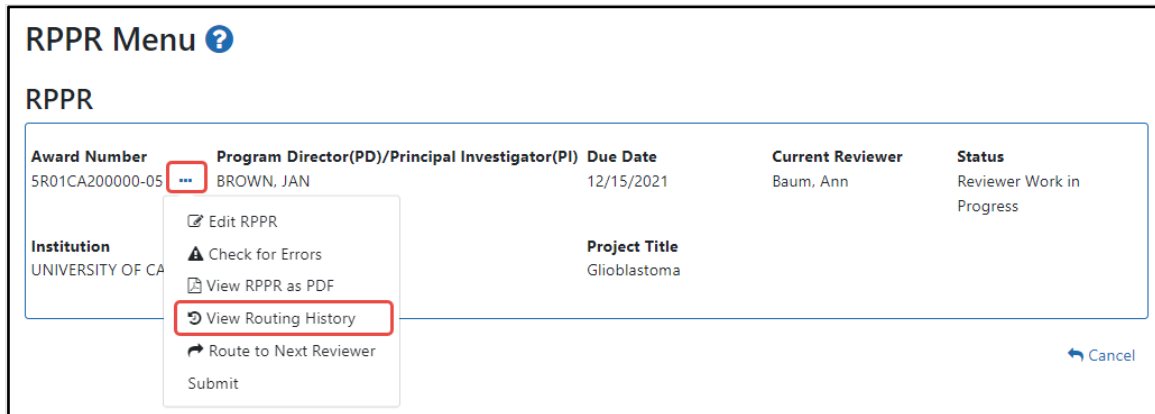 RPPR Menu ?
RPPR
Award Number Program Director(PD)/Principal Investigator(PI) Due Date Current Reviewer Status
5R01CA200000-05 ... BROWN, JAN 12/15/2021 Baum, Ann Reviewer Work in
Progress
Edit RPPR
Institution Project Title
Check for Errors
UNIVERSITY OF CA Glioblastoma
View RPPR as PDF
View Routing History
Route to Next Reviewer
Cancel
Submit